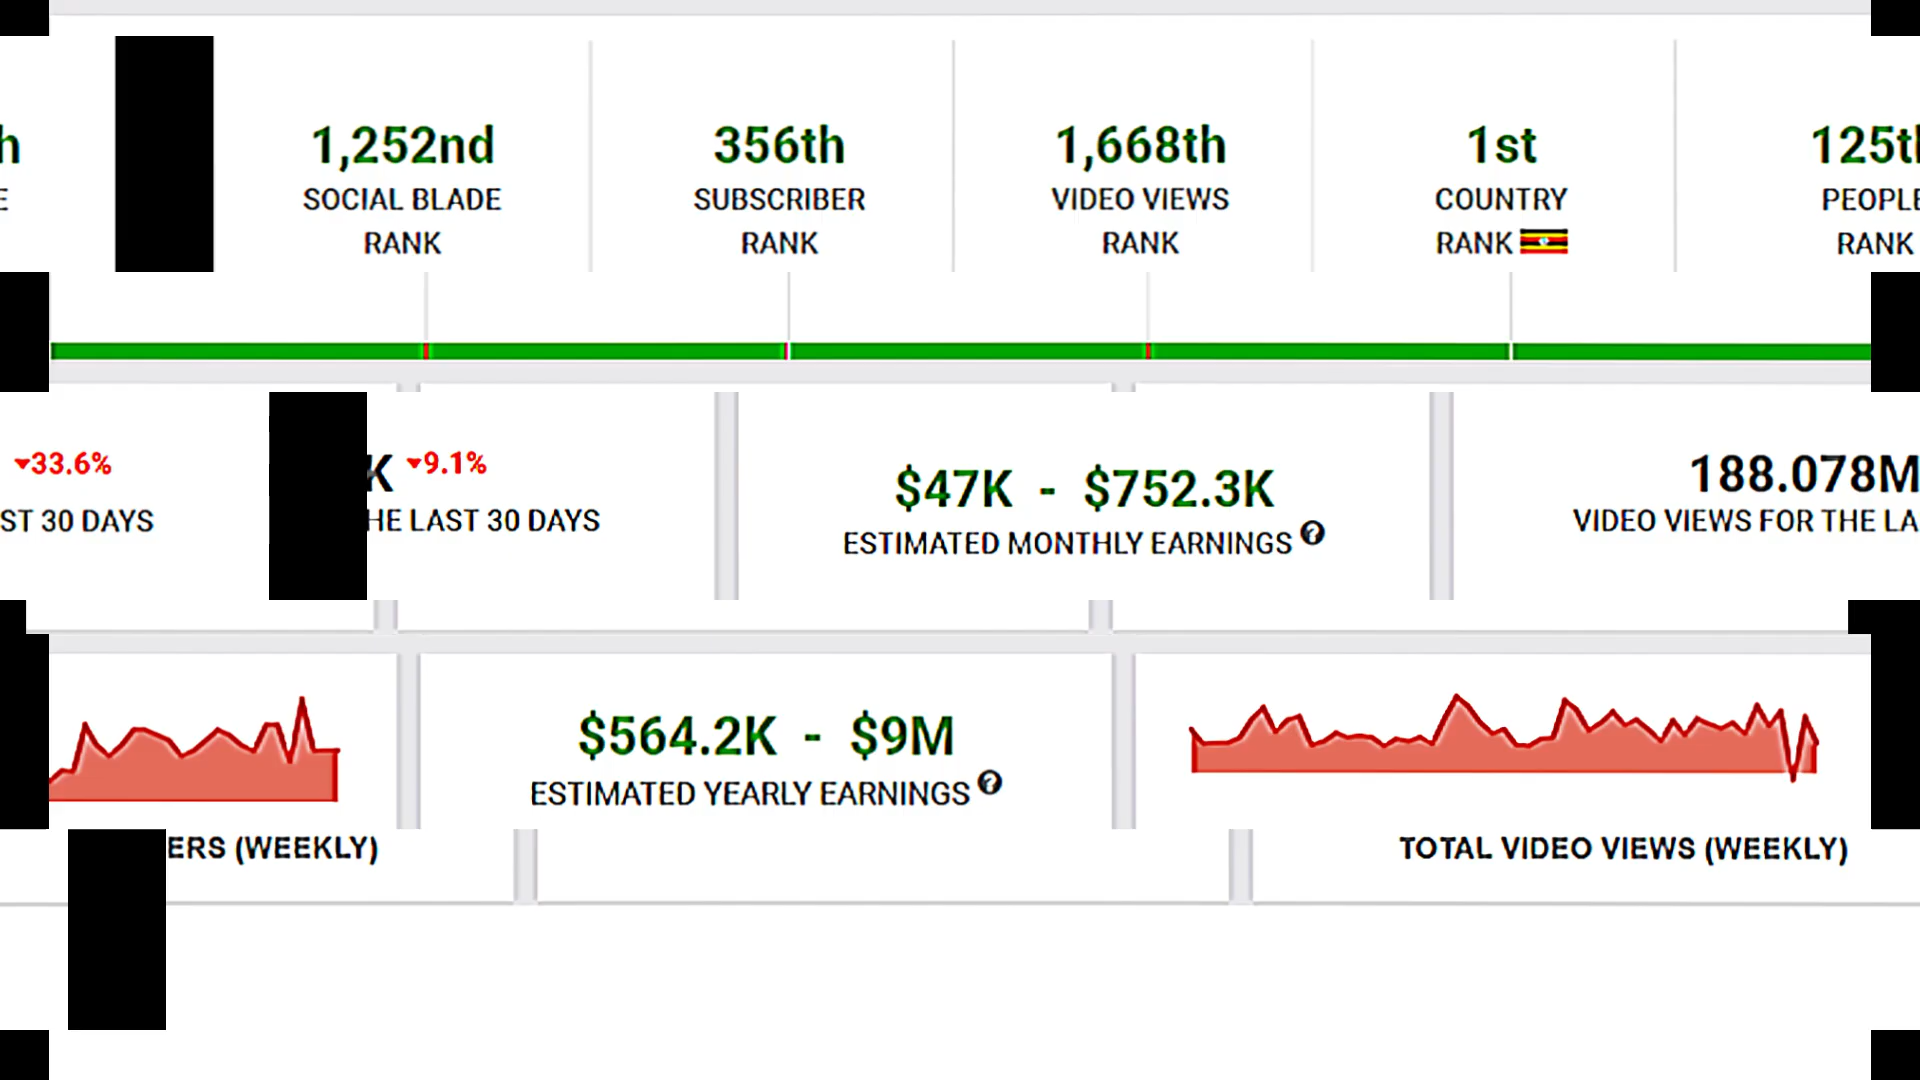 h 1,252nd 356th 1,668th 1st 125th
E SOCIAL BLADE SUBSCRIBER VIDEO VIEWS COUNTRY PEOPLE
RANK RANK RANK RANK RANK
33.6% K 9.1% $47K - $752.3K 188.078M
ST 30 DAYS HE LAST 30 DAYS ESTIMATED MONTHLY EARNINGS ? VIDEO VIEWS FOR THE LA
$564.2K - $9M
ESTIMATED YEARLY EARNINGS ?
ERS (WEEKLY) TOTAL VIDEO VIEWS (WEEKLY)